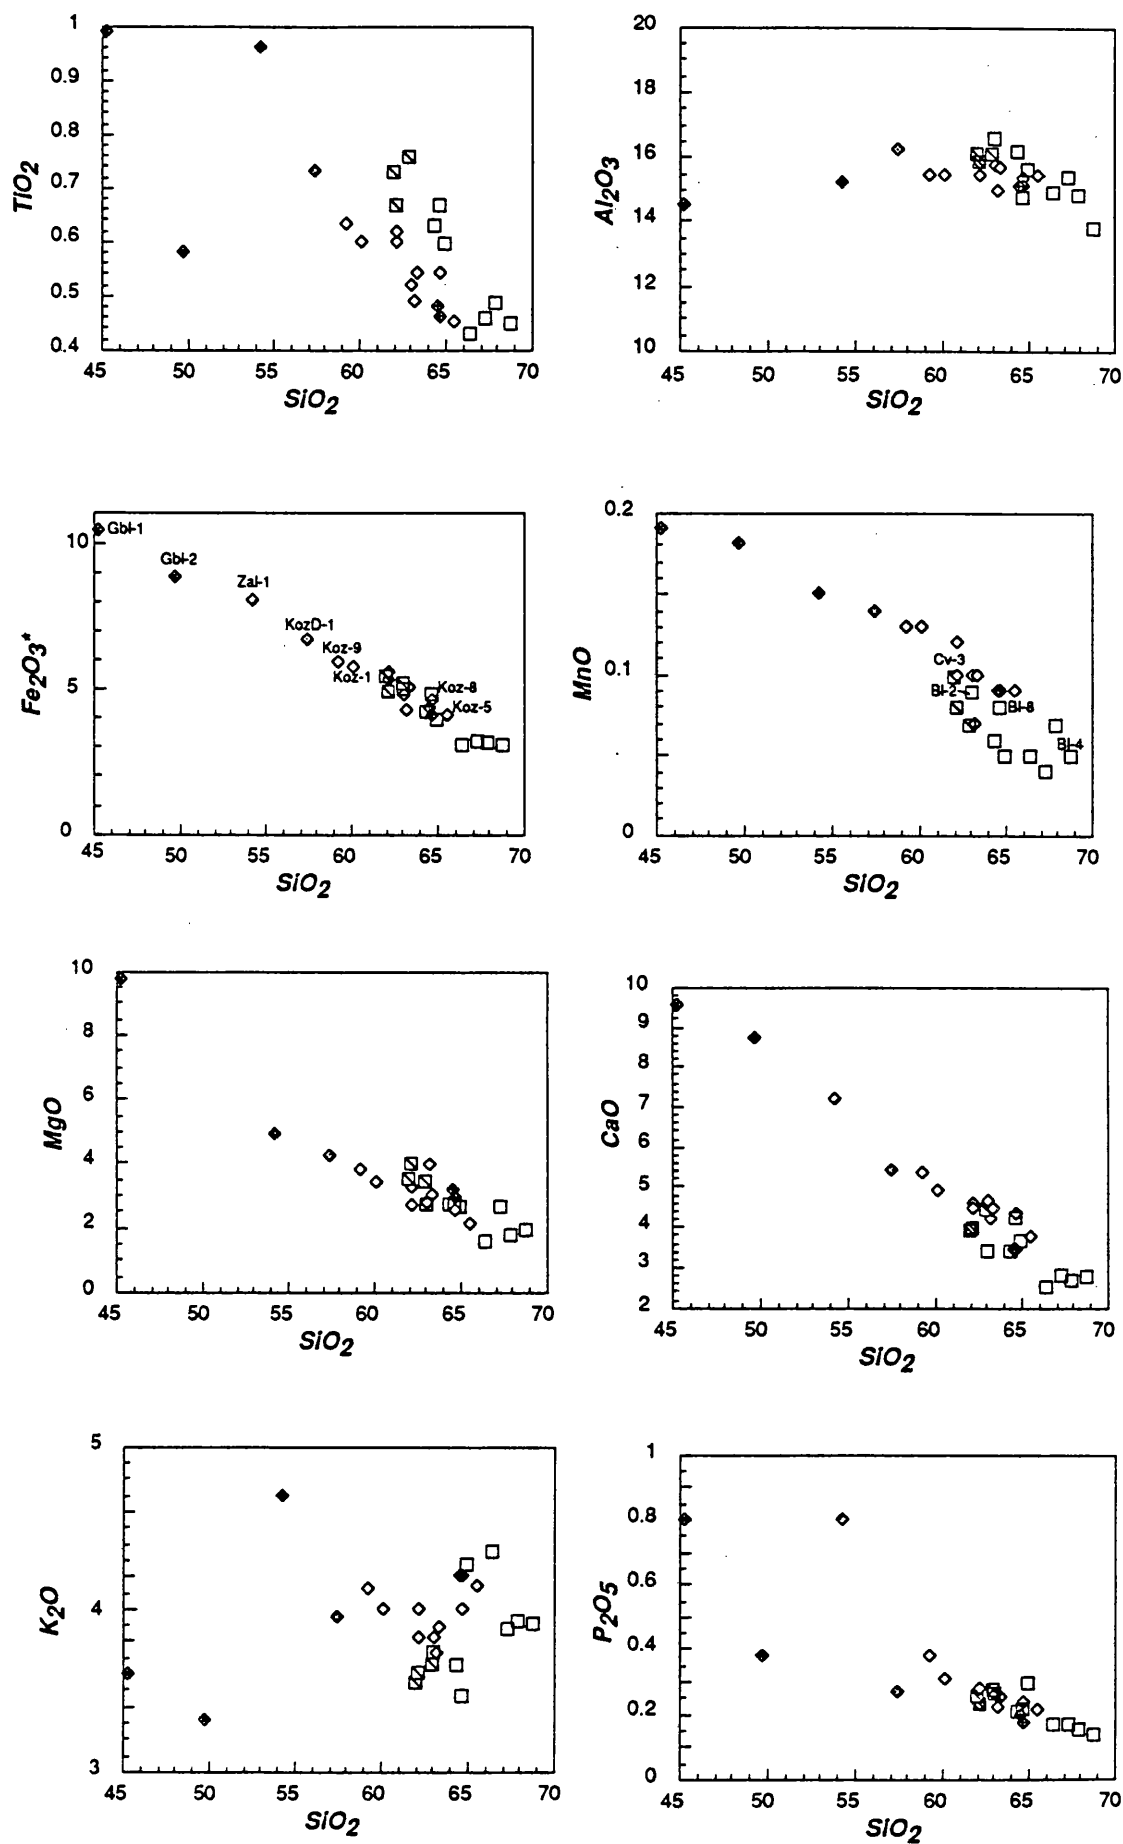 1
0.9
0.8
0.7
0.6
0.5
0.4
TiO2
45 50 55 60 65 70
SiO2
20
18
16
14
12
10
Al2O3
45 50 55 60 65 70
SiO2
10
5
0
Fe2O3*
Gbl-1
Gbl-2
Zal-1
KozD-1
Koz-9
Koz-1
Koz-8
Koz-5
45 50 55 60 65 70
SiO2
0.2
0.1
0
MnO
Cv-3
Bl-2
Bl-8
Bl-4
45 50 55 60 65 70
SiO2
10
8
6
4
2
0
MgO
45 50 55 60 65 70
SiO2
10
9
8
7
6
5
4
3
2
CaO
45 50 55 60 65 70
SiO2
5
4
3
K2O
45 50 55 60 65 70
SiO2
1
0.8
0.6
0.4
0.2
0
P2O5
45 50 55 60 65 70
SiO2